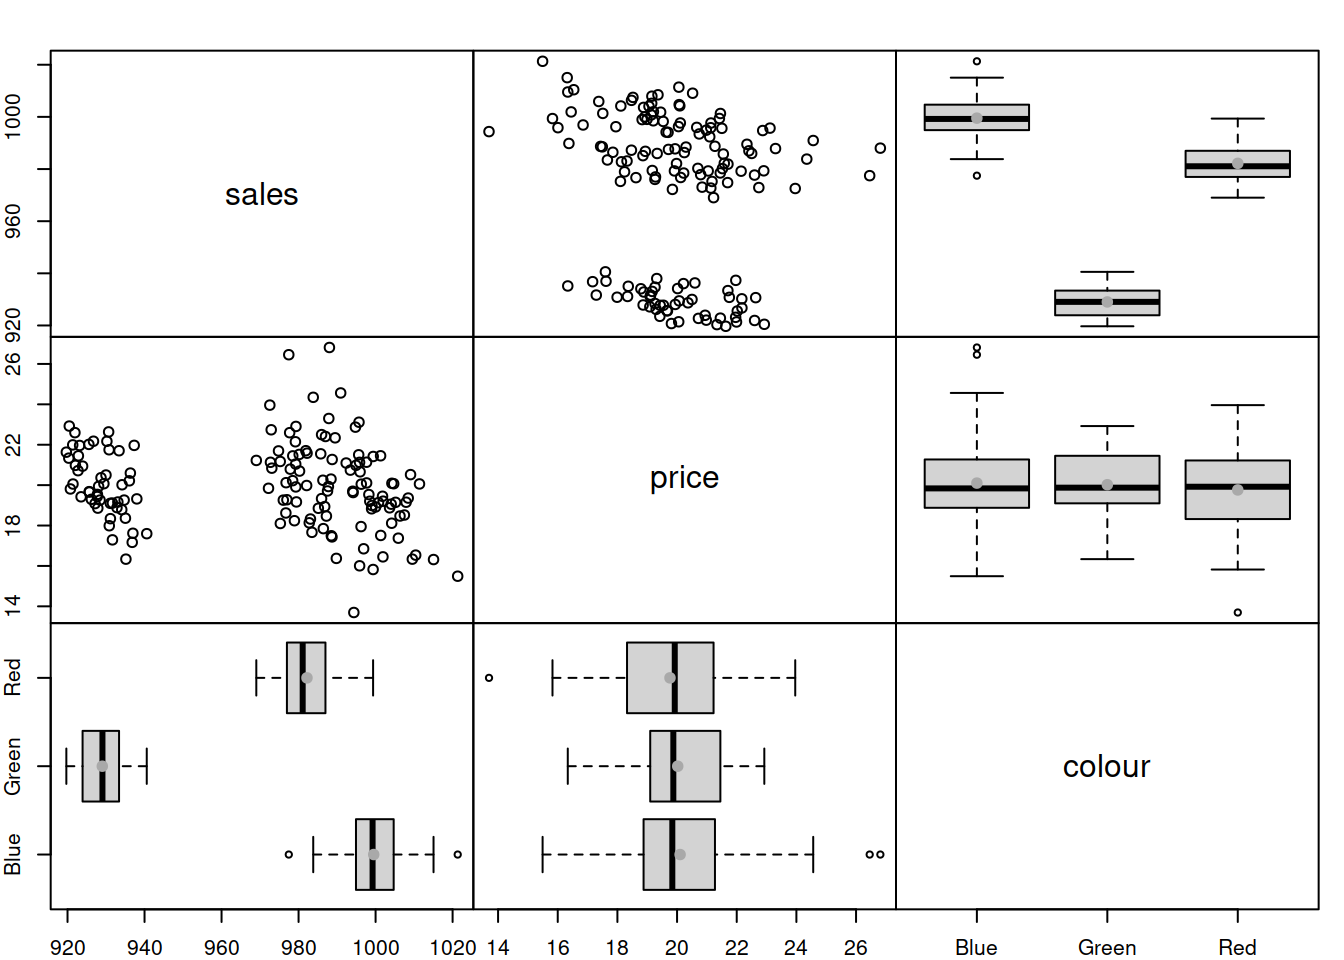 1000
960
920
sales
26
22
18
14
price
Red
Green
Blue
colour
920 940 960 980 1000 1020 14 16 18 20 22 24 26 Blue Green Red